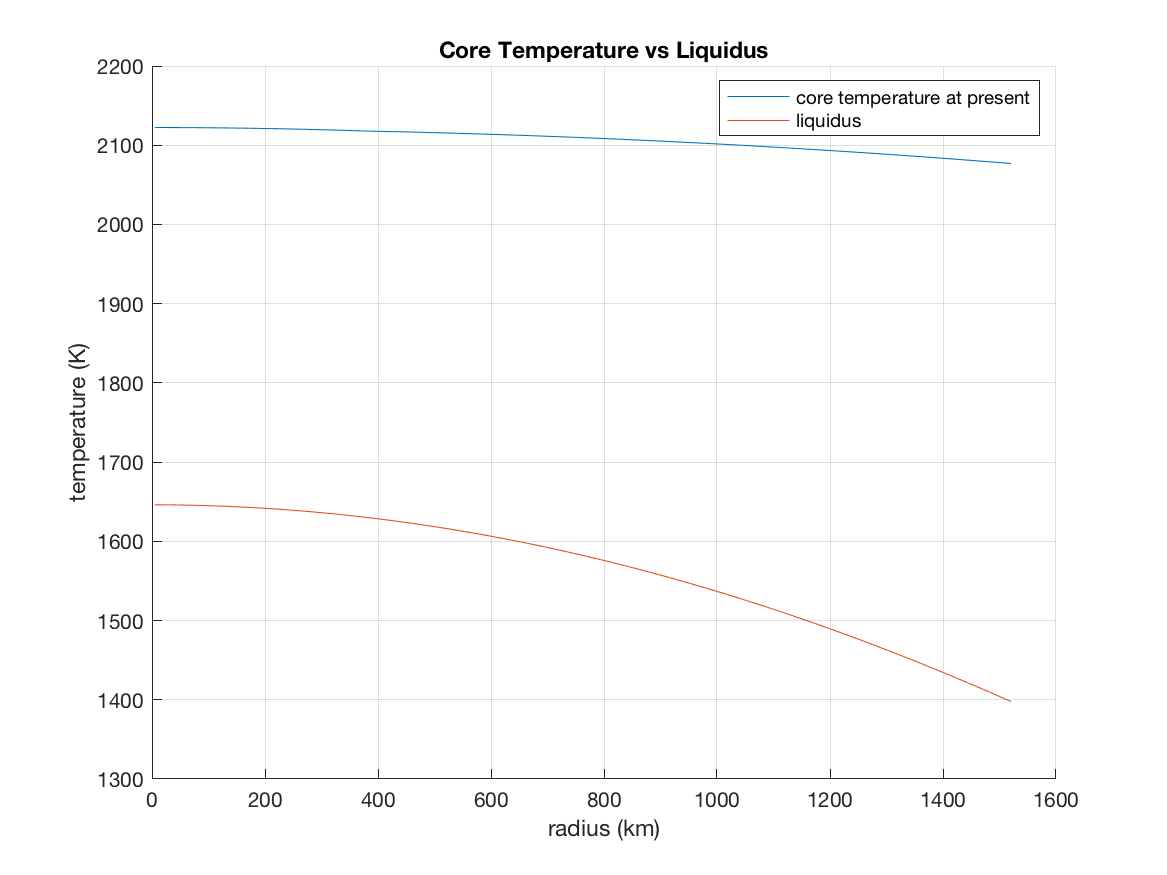 Core Temperature vs Liquidus
core temperature at present
liquidus
temperature (K)
2200
2100
2000
1900
1800
1700
1600
1500
1400
1300
0 200 400 600 800 1000 1200 1400 1600
radius (km)